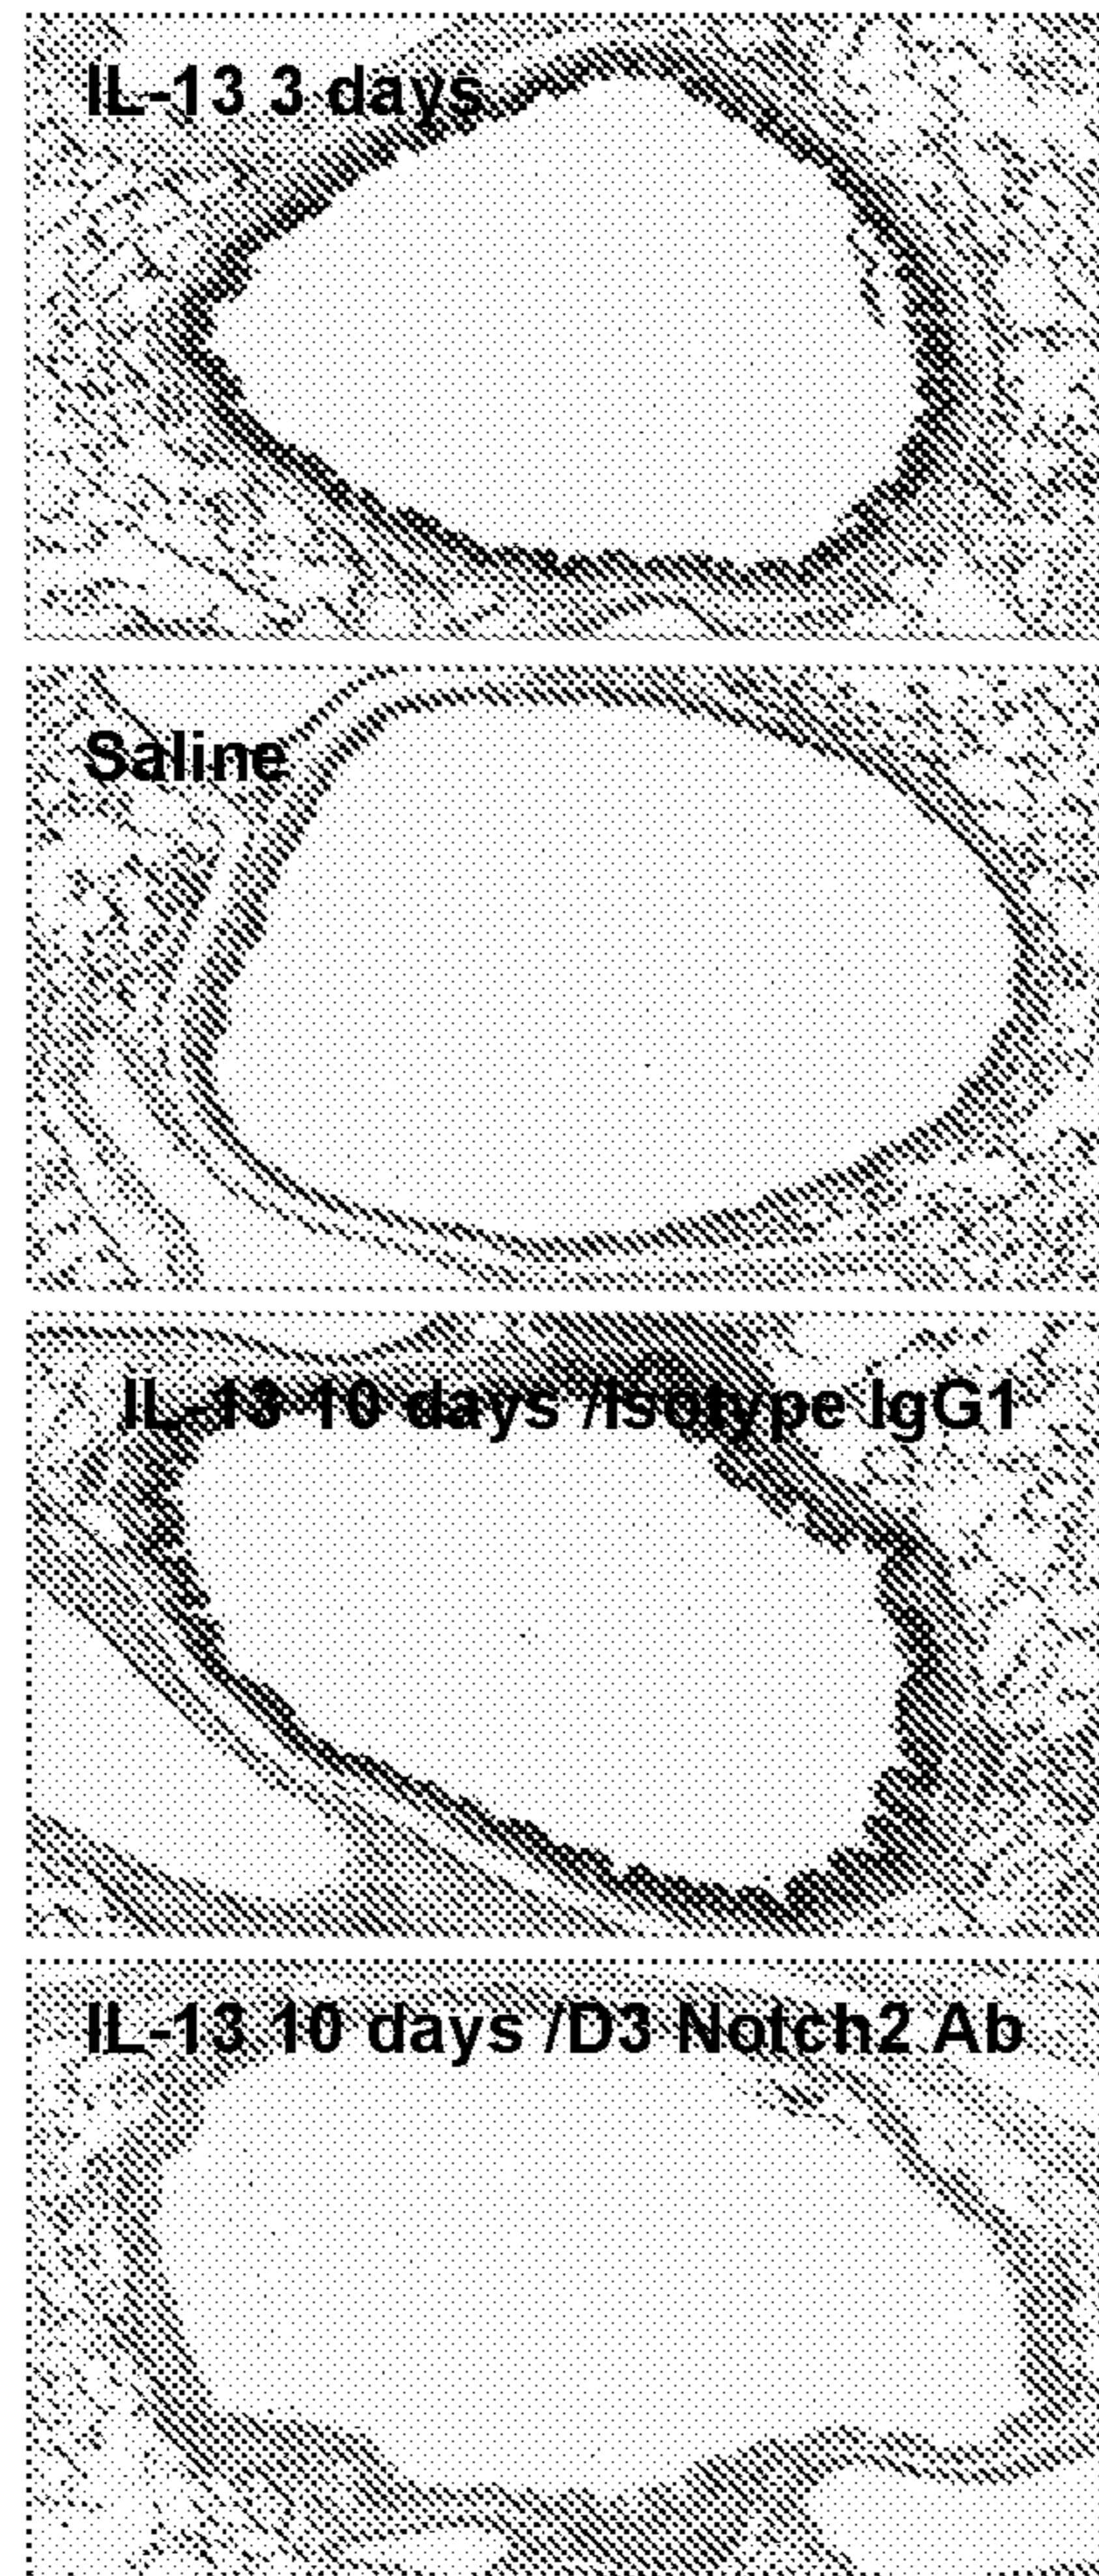 IL-13 3 days
Saline
IL-13 10 days /Isotype IgG1
IL-13 10 days /D3 Notch2 Ab